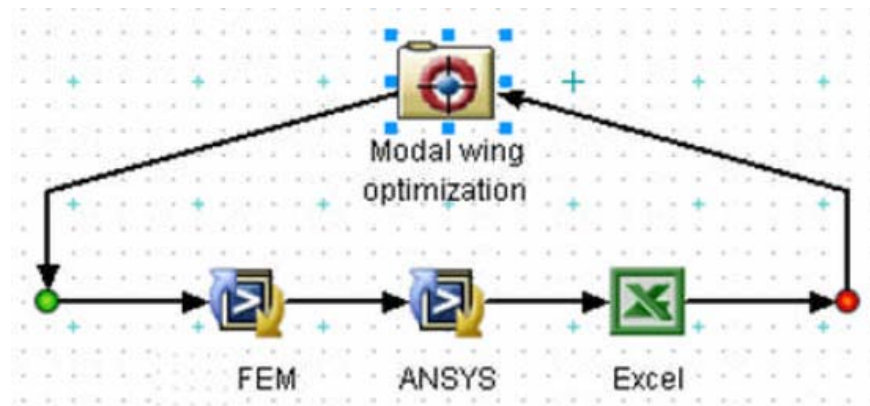 Modal wing
optimization
FEM
ANSYS
Excel